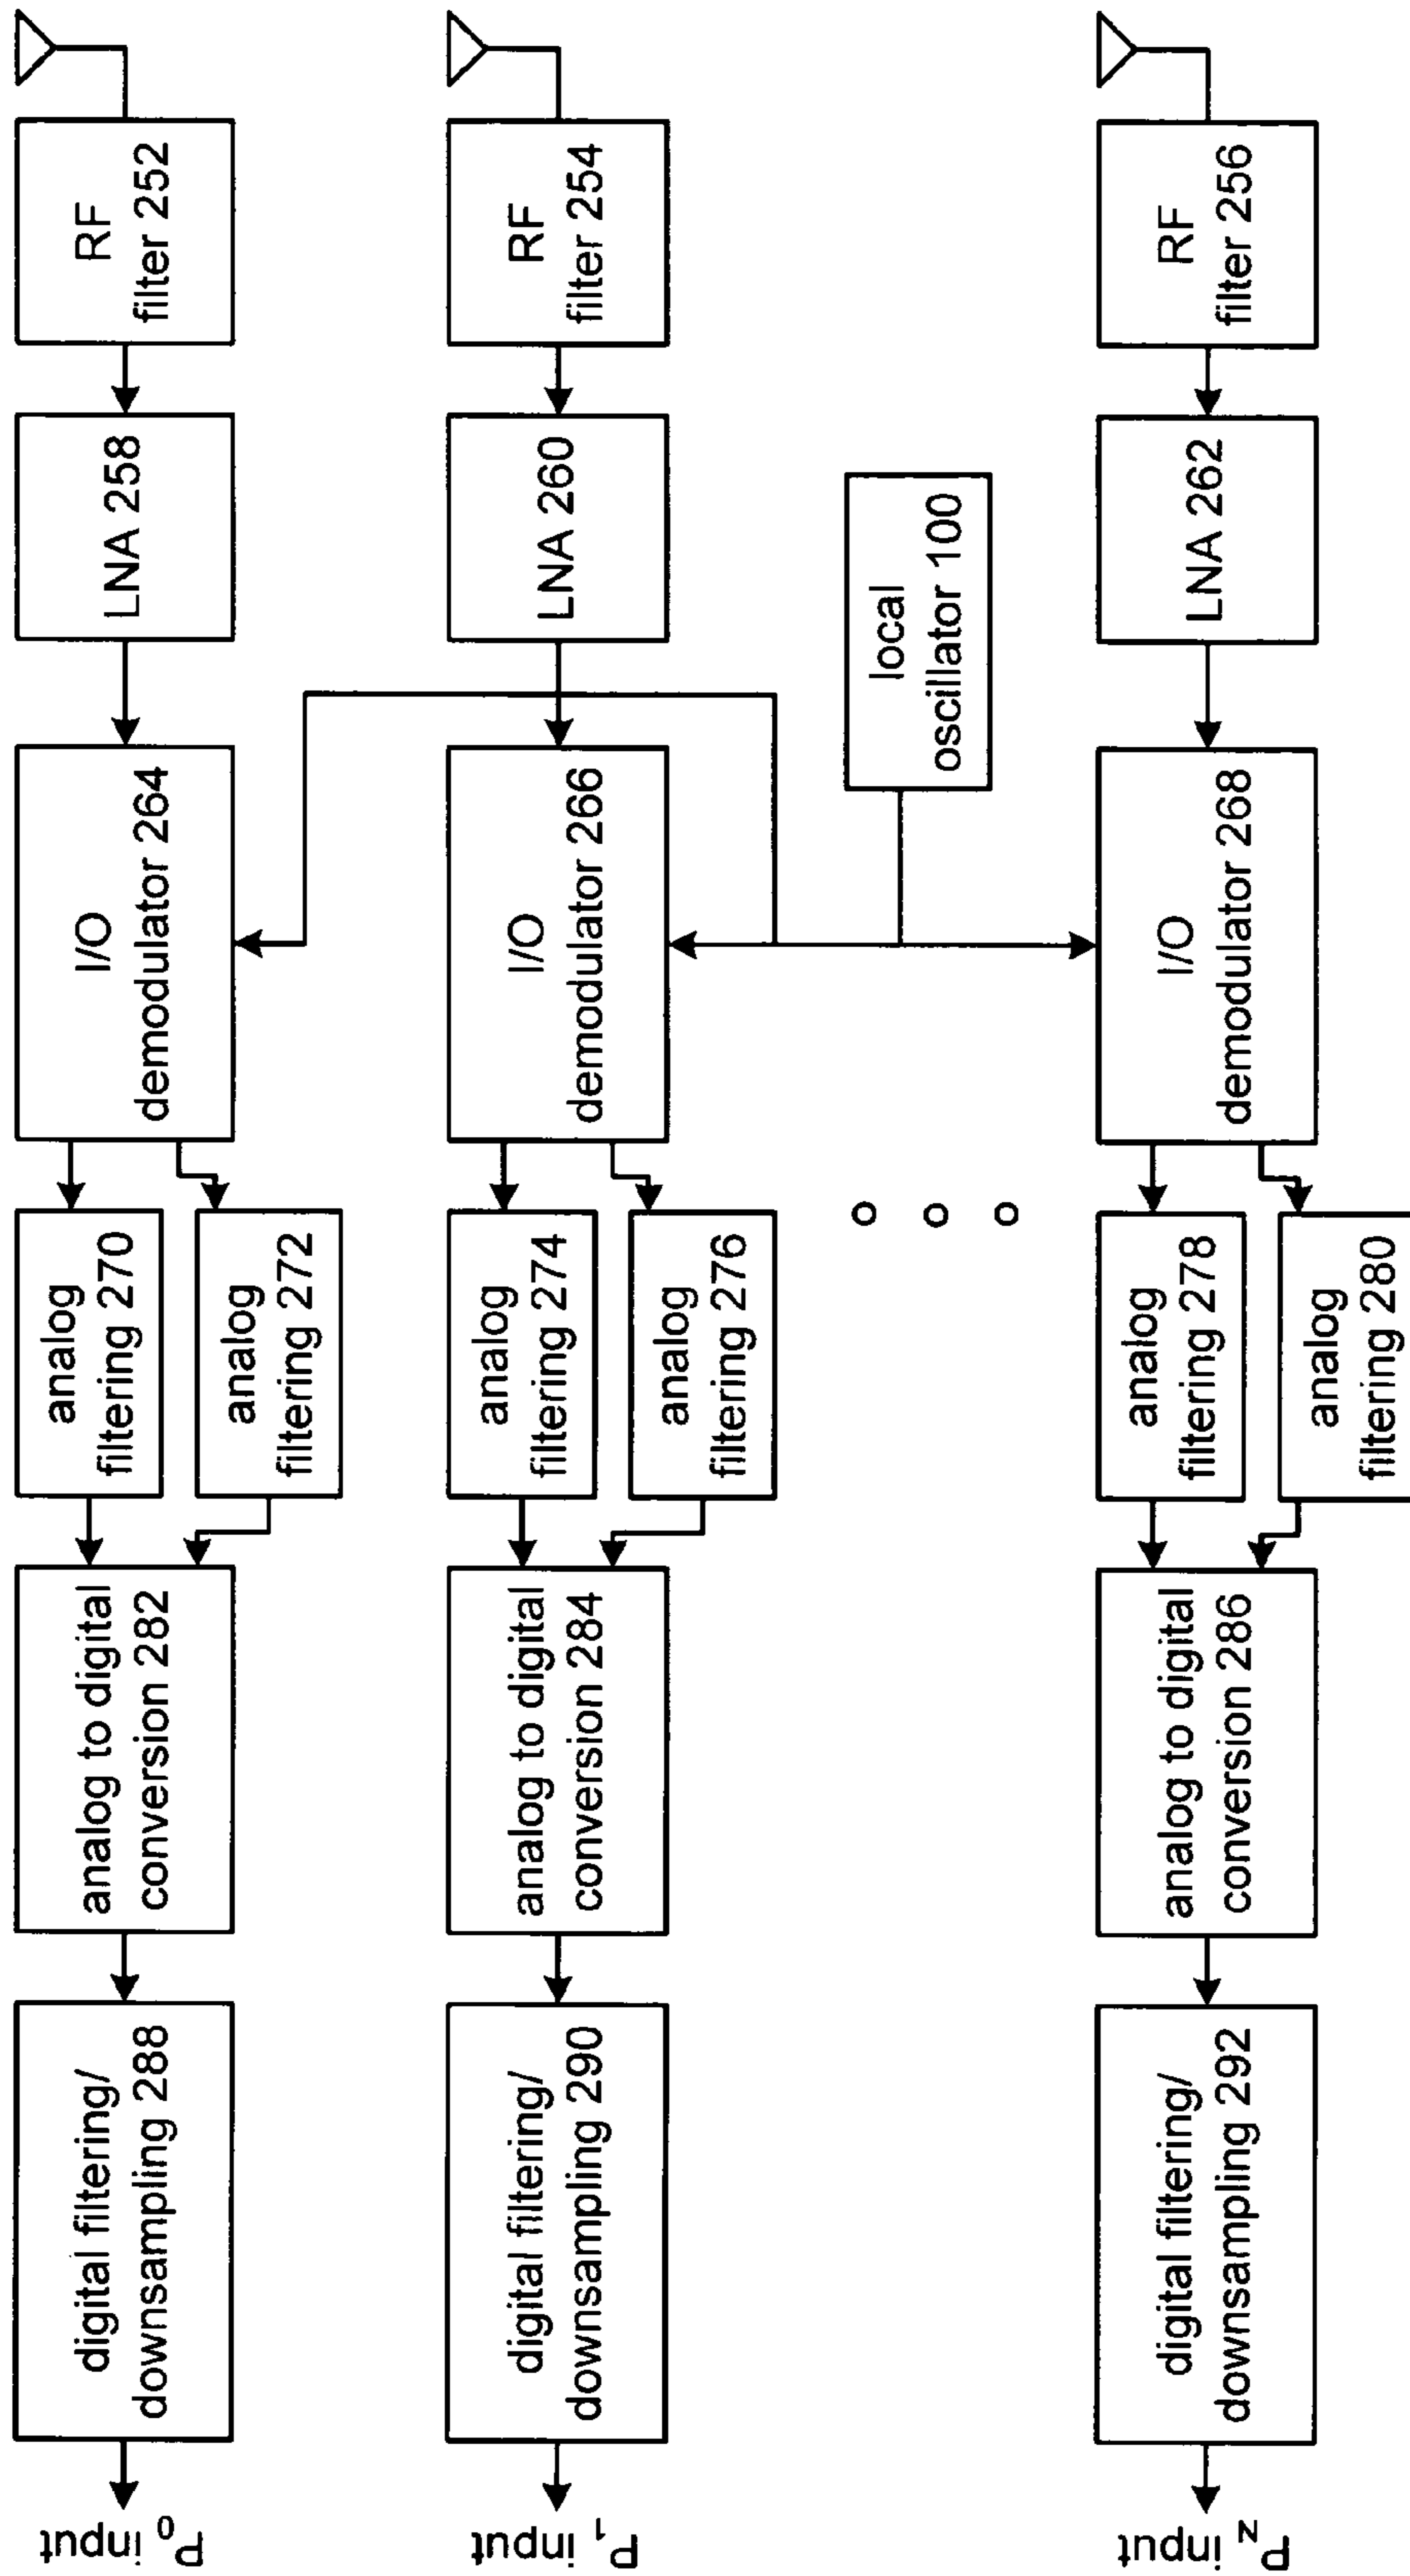 RF
filter 252
LNA 258
I/O
demodulator 264
analog
filtering 270
analog
filtering 272
analog to digital
conversion 282
digital filtering/
downsampling 288
P0 input
RF
filter 254
LNA 260
I/O
demodulator 266
analog
filtering 274
analog
filtering 276
analog to digital
conversion 284
digital filtering/
downsampling 290
P1 input
local
oscillator 100
RF
filter 256
LNA 262
I/O
demodulator 268
analog
filtering 278
analog
filtering 280
analog to digital
conversion 286
digital filtering/
downsampling 292
Pz input